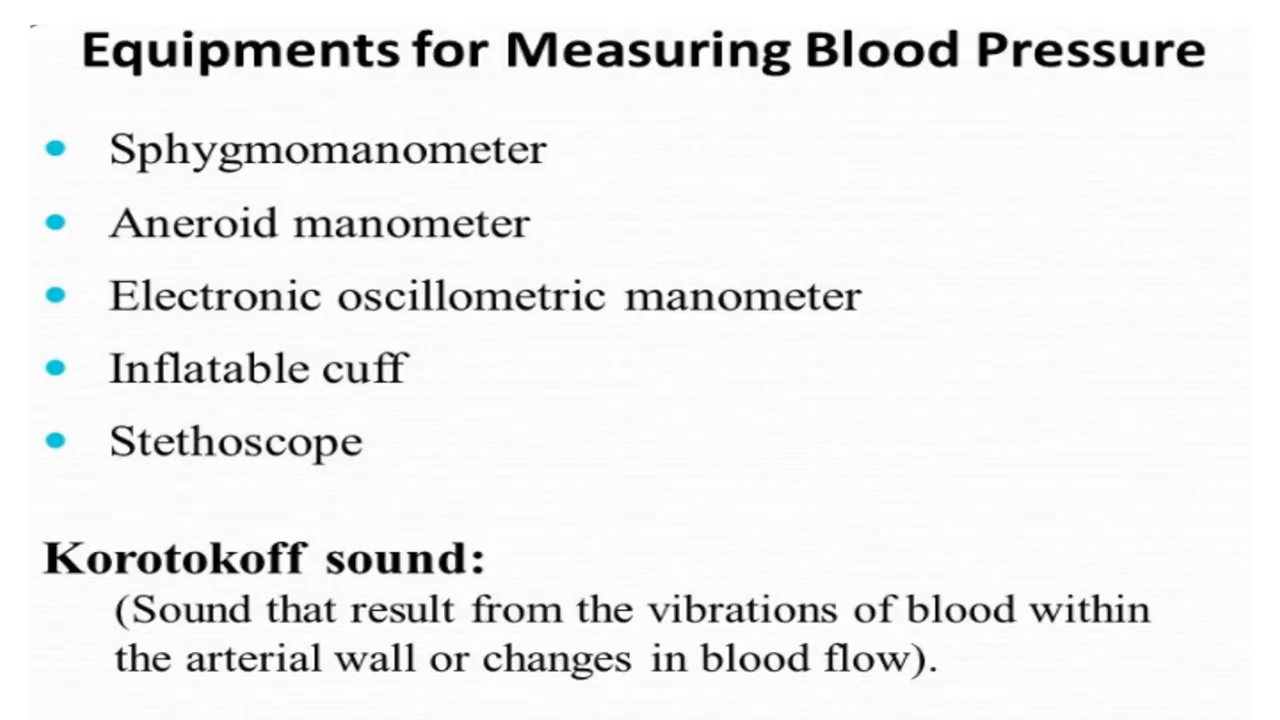 Equipments for Measuring Blood Pressure
• Sphygmomanometer
• Aneroid manometer
• Electronic oscillometric manometer
• Inflatable cuff
• Stethoscope
Korotokoff sound:
(Sound that result from the vibrations of blood within
the arterial wall or changes in blood flow).